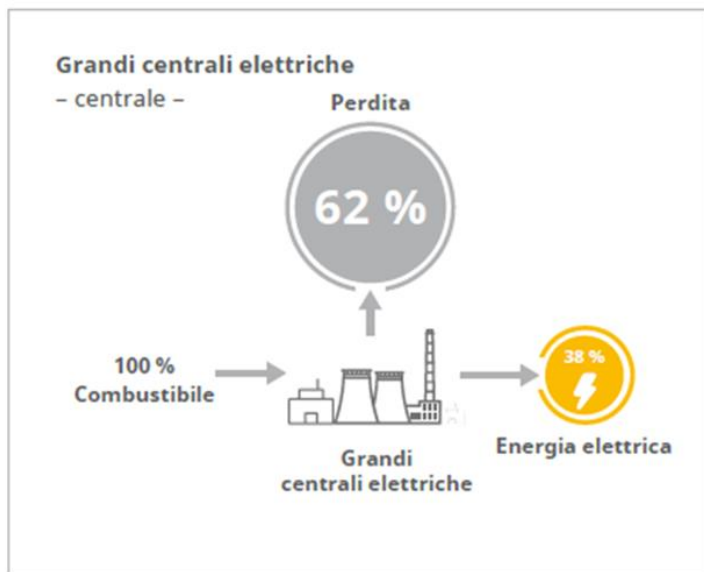 Grandi centrali elettriche
– centrale –
Perdita
62 %
100 %
Combustibile
38 %
Grandi
centrali elettriche
Energia elettrica